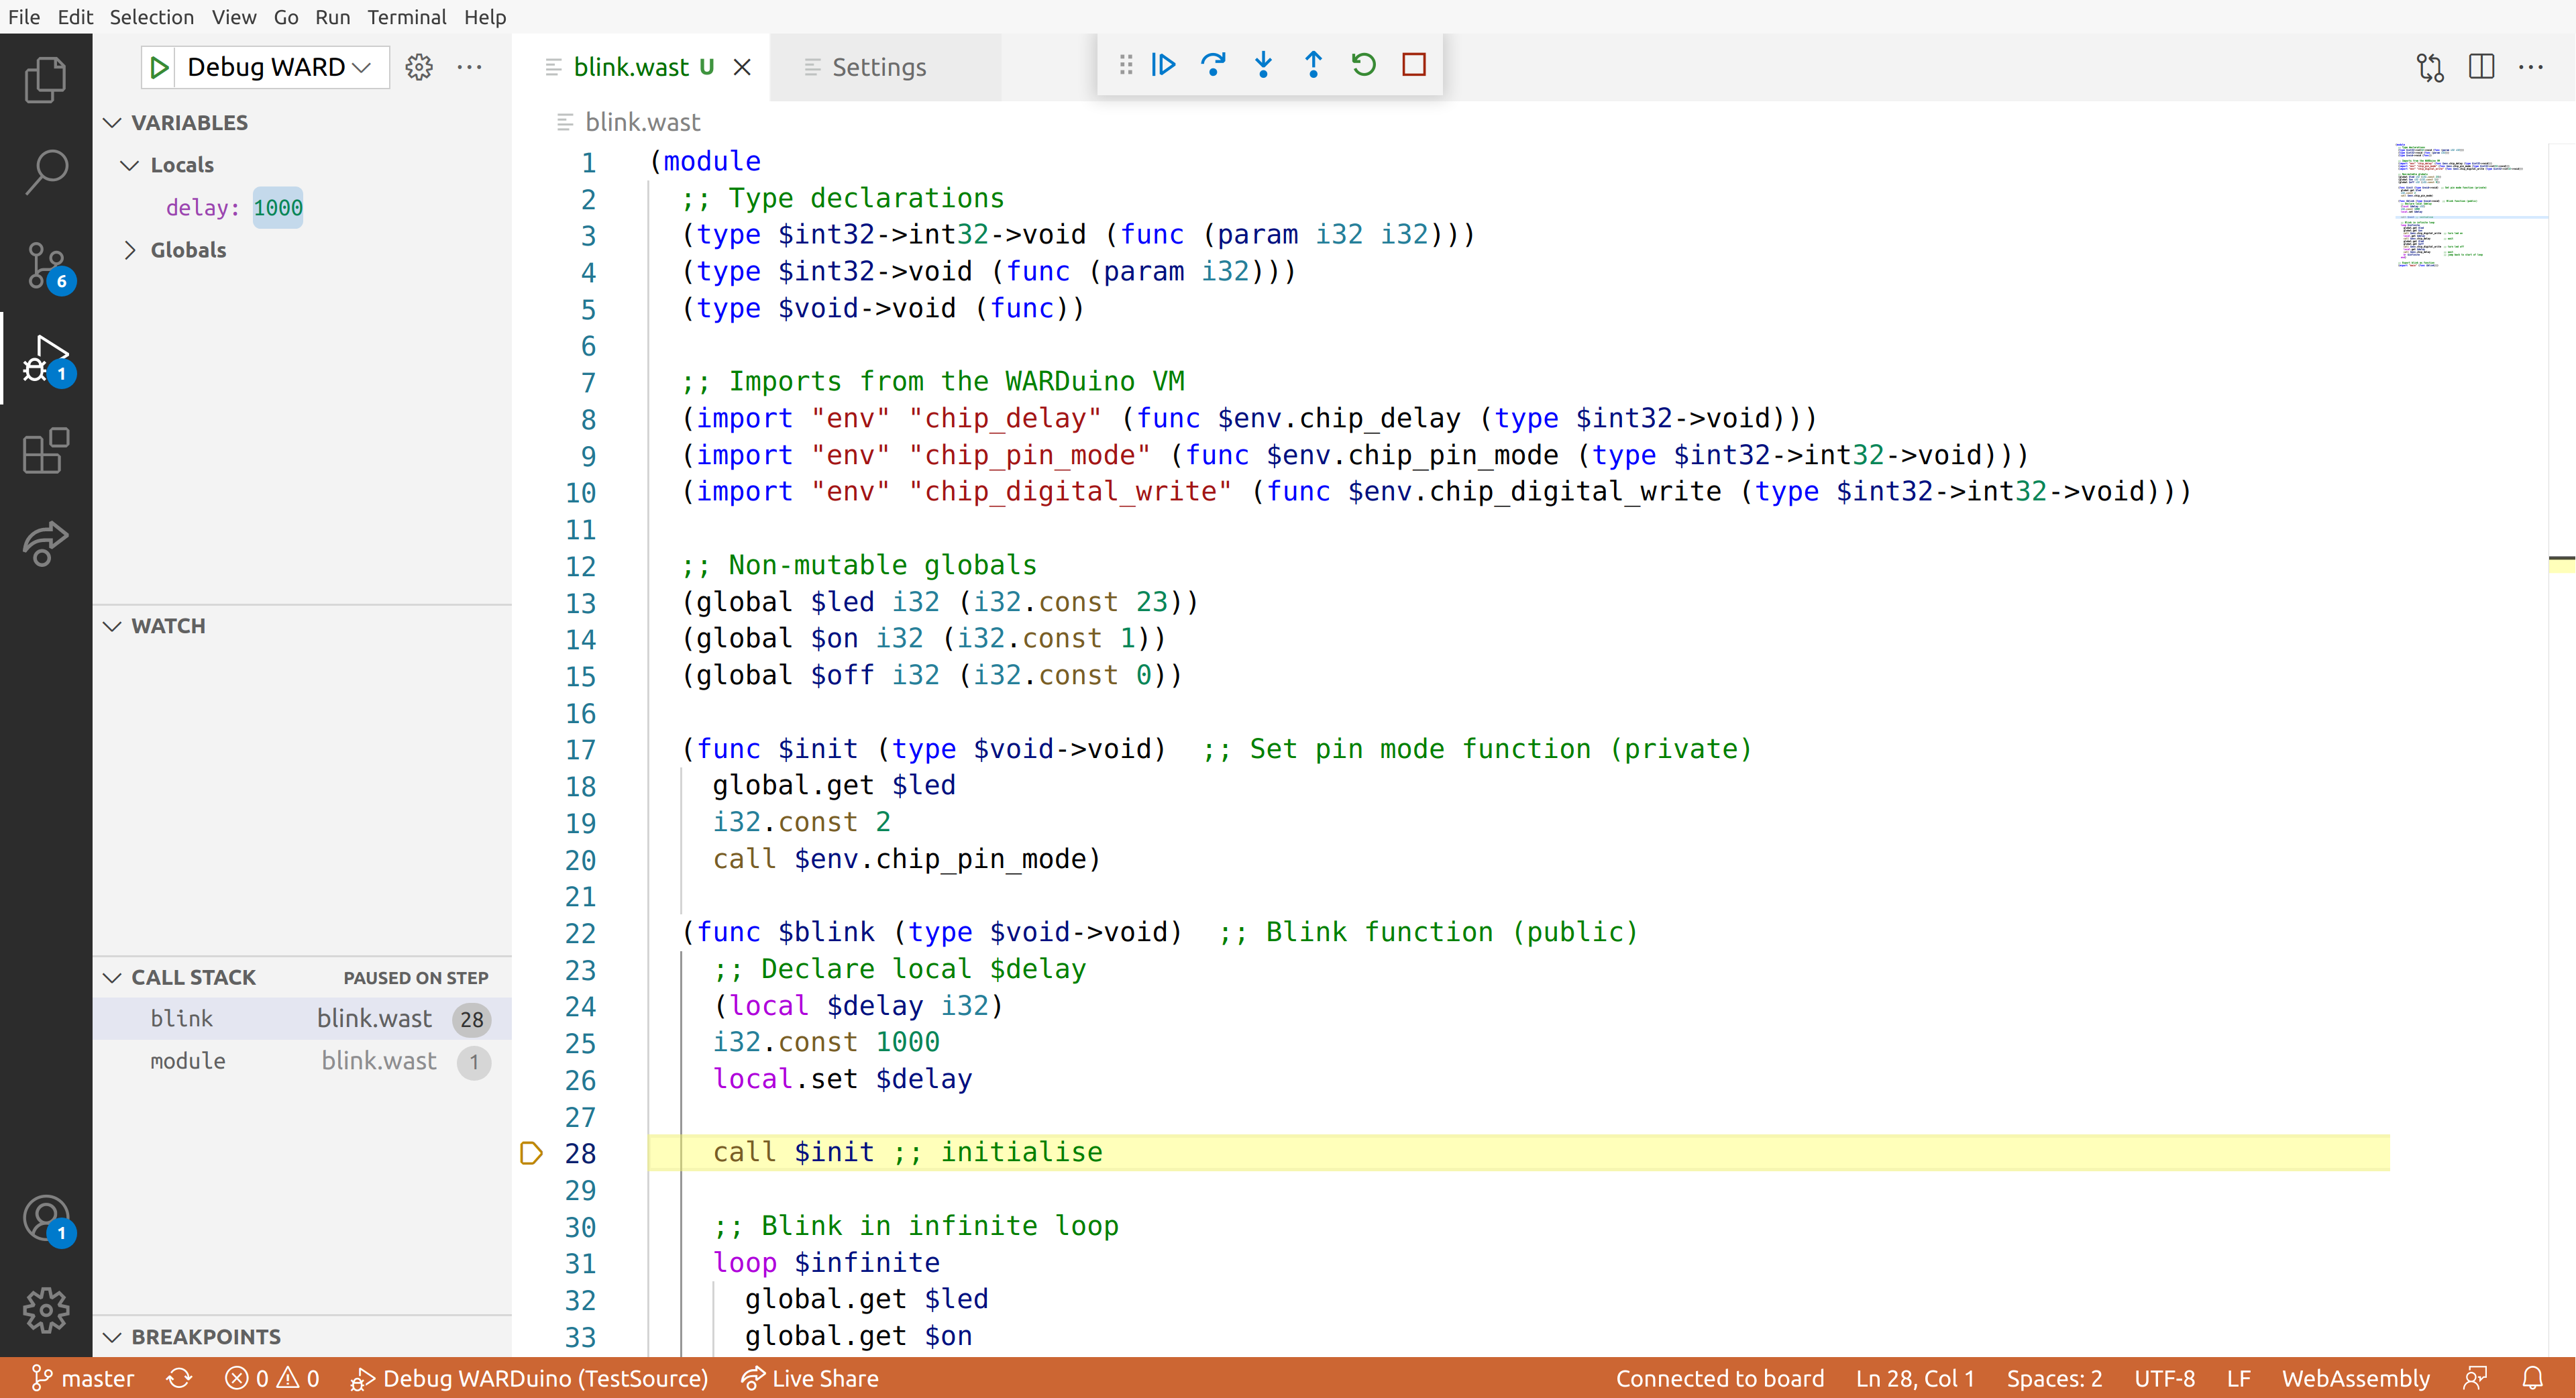 File Edit Selection View Go Run Terminal Help
Debug WARD
blink.wast U
Settings
VARIABLES
Locals
delay: 1000
Globals
6
1
WATCH
CALL STACK PAUSED ON STEP
blink blink.wast 28
module blink.wast 1
1
BREAKPOINTS
blink.wast
1 (module
2 ;; Type declarations
3 (type $int32->int32->void (func (param i32 i32)))
4 (type $int32->void (func (param i32)))
5 (type $void->void (func))
6
7 ;; Imports from the WARDuino VM
8 (import "env" "chip_delay" (func $env.chip_delay (type $int32->void)))
9 (import "env" "chip_pin_mode" (func $env.chip_pin_mode (type $int32->int32->void)))
10 (import "env" "chip_digital_write" (func $env.chip_digital_write (type $int32->int32->void)))
11
12 ;; Non-mutable globals
13 (global $led i32 (i32.const 23))
14 (global $on i32 (i32.const 1))
15 (global $off i32 (i32.const 0))
16
17 (func $init (type $void->void) ;; Set pin mode function (private)
18 global.get $led
19 i32.const 2
20 call $env.chip_pin_mode)
21
22 (func $blink (type $void->void) ;; Blink function (public)
23 ;; Declare local $delay
24 (local $delay i32)
25 i32.const 1000
26 local.set $delay
27
28 call $init ;; initialise
29
30 ;; Blink in infinite loop
31 loop $infinite
32 global.get $led
33 global.get $on
master 0 0 Debug WARDuino (TestSource) Live Share Connected to board Ln 28, Col 1 Spaces: 2 UTF-8 LF WebAssembly